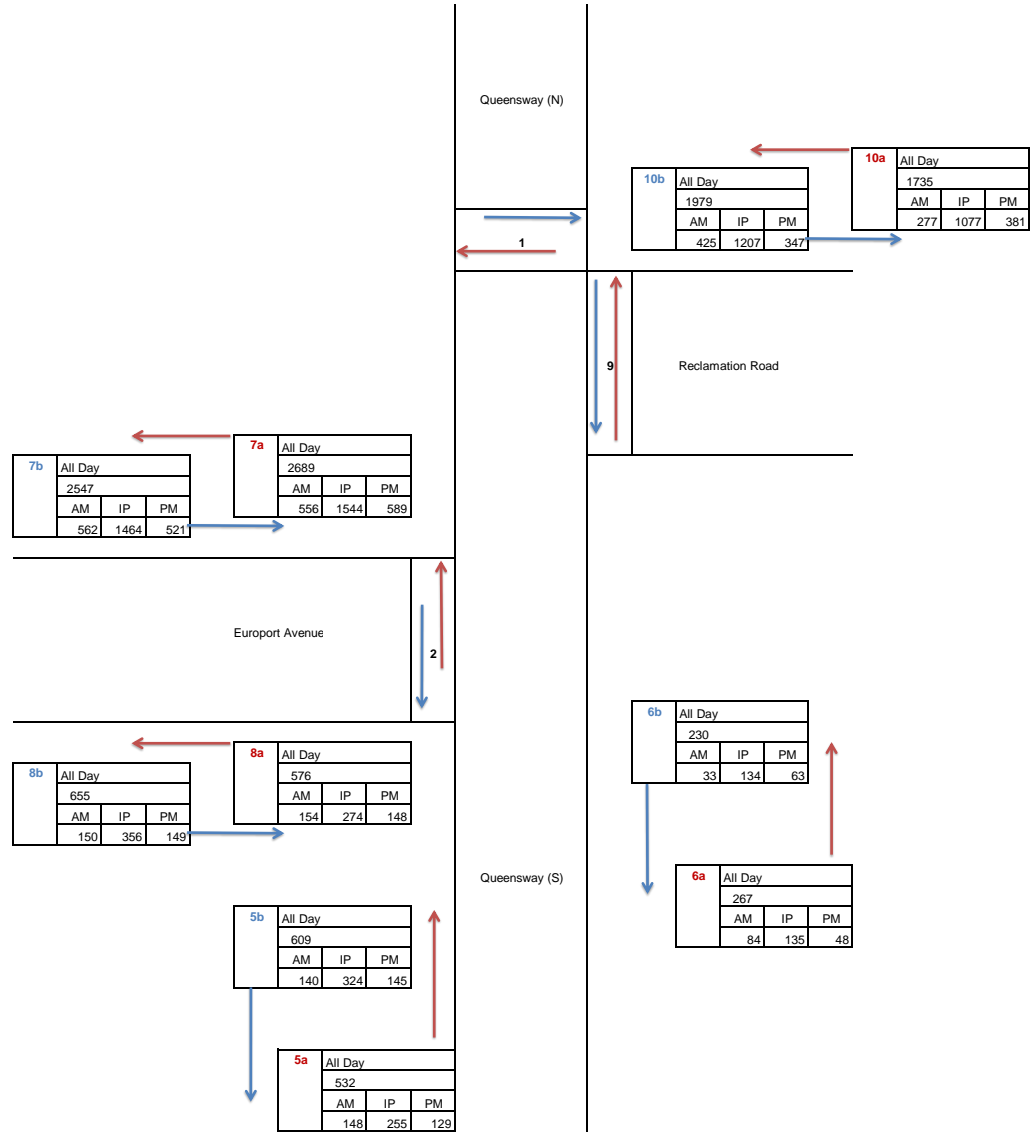 Queensway (N)
10a All Day
1735
AM IP PM
277 1077 381
10b All Day
1979
AM IP PM
425 1207 347
1
9
Reclamation Road
7a All Day
2689
AM IP PM
556 1544 589
7b All Day
2547
AM IP PM
562 1464 521
Europort Avenue
2
6b All Day
230
AM IP PM
33 134 63
8a All Day
576
AM IP PM
154 274 148
8b All Day
655
AM IP PM
150 356 149
Queensway (S)
6a All Day
267
AM IP PM
84 135 48
5b All Day
609
AM IP PM
140 324 145
5a All Day
532
AM IP PM
148 255 129